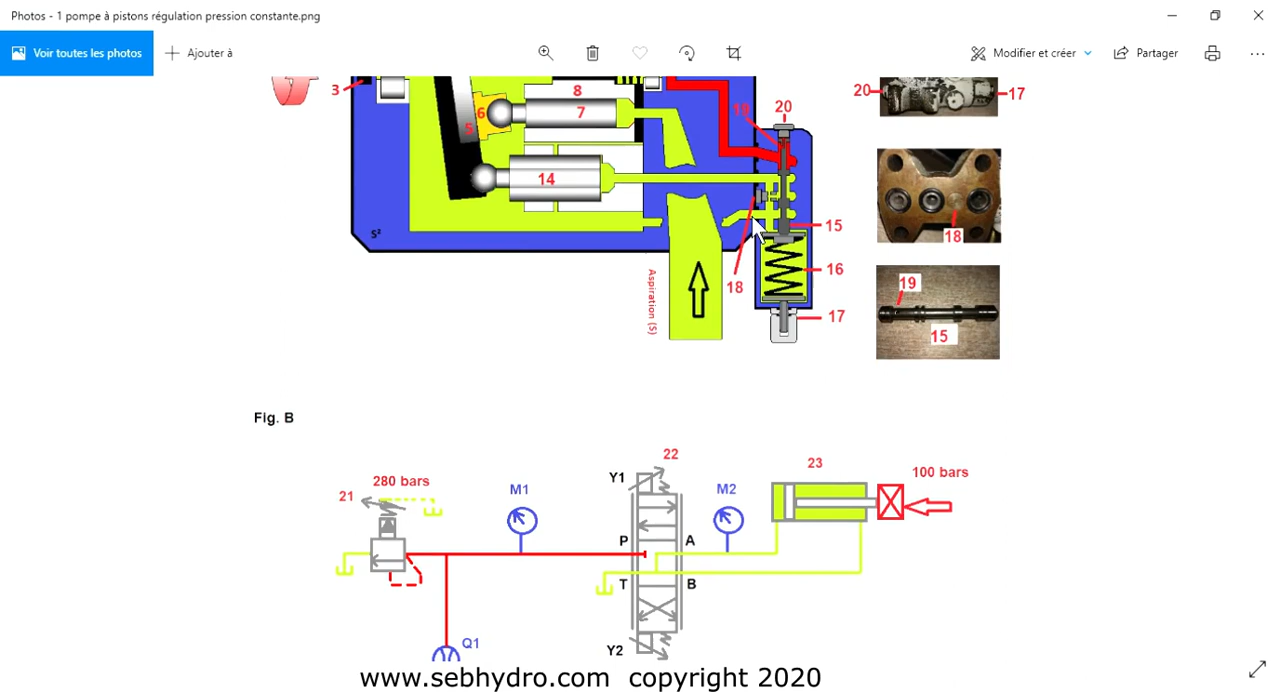 Photos - 1 pompe à pistons régulation pression constante.png
Voir toutes les photos
Ajouter à
Modifier et créer
Partager
3
8
20
20
17
6
7
19
5
14
18
15
18
16
19
S²
Aspiration (S)
17
15
Fig. B
22
23
100 bars
280 bars
Y1
21
M1
M2
P
A
T
B
Q1
Y2
www.sebhydro.com copyright 2020